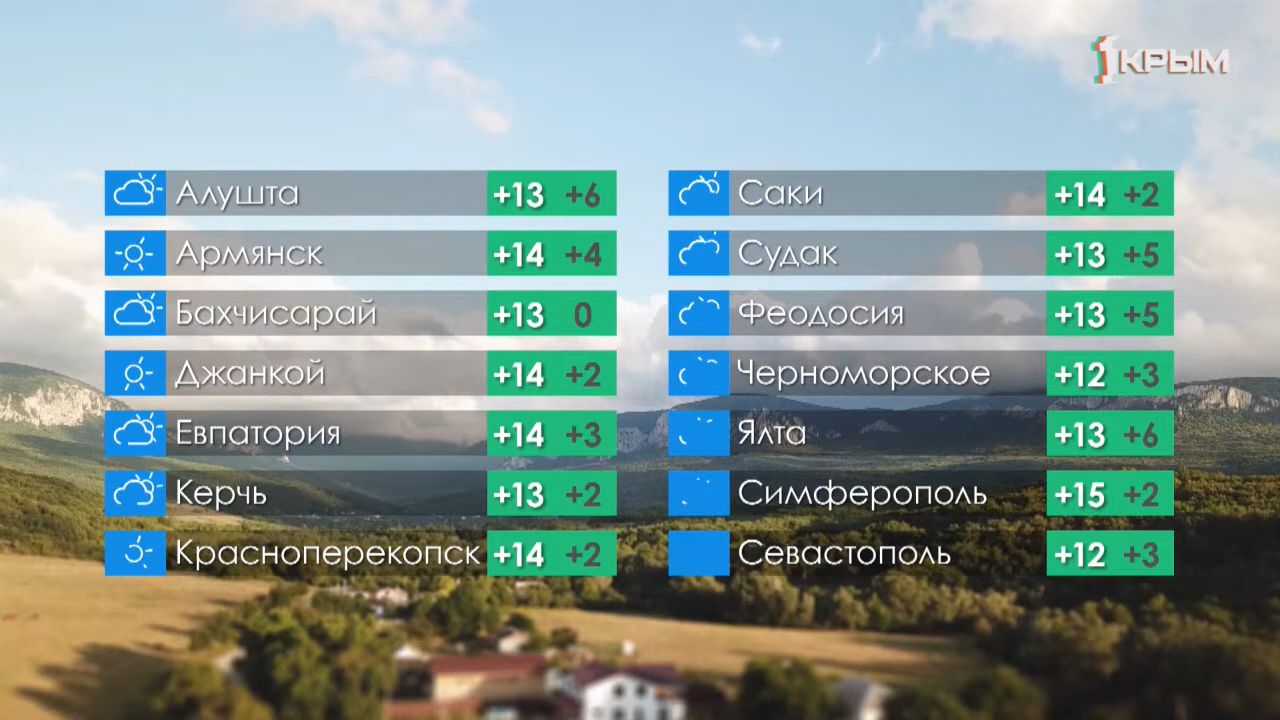 1КРЫМ
Алушта +13 +6
Армянск +14 +4
Бахчисарай +13 0
Джанкой +14 +2
Евпатория +14 +3
Керчь +13 +2
Красноперекопск +14 +2
Саки +14 +2
Судак +13 +5
Феодосия +13 +5
Черноморское +12 +3
Ялта +13 +6
Симферополь +15 +2
Севастополь +12 +3